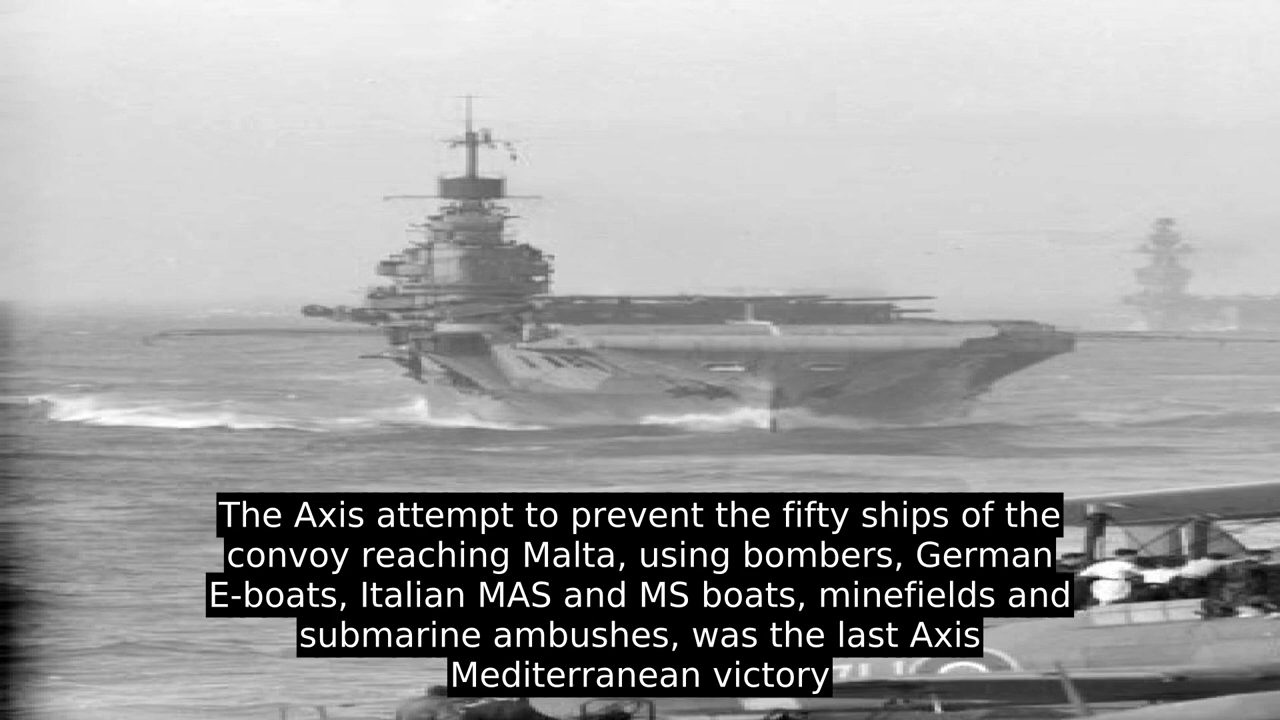 The Axis attempt to prevent the fifty ships of the
convoy reaching Malta, using bombers, German
E-boats, Italian MAS and MS boats, minefields and
submarine ambushes, was the last Axis
Mediterranean victory